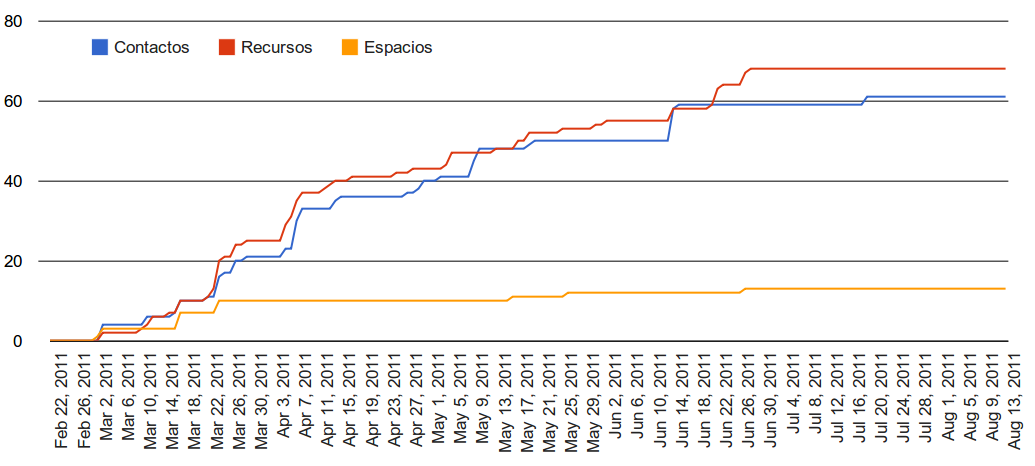 80
Contactos Recursos Espacios
60
40
20
0
Feb 22, 2011
Feb 26, 2011
Mar 2, 2011
Mar 6, 2011
Mar 10, 2011
Mar 14, 2011
Mar 18, 2011
Mar 22, 2011
Mar 26, 2011
Mar 30, 2011
Apr 3, 2011
Apr 7, 2011
Apr 11, 2011
Apr 15, 2011
Apr 19, 2011
Apr 23, 2011
Apr 27, 2011
May 1, 2011
May 5, 2011
May 9, 2011
May 13, 2011
May 17, 2011
May 21, 2011
May 25, 2011
May 29, 2011
Jun 2, 2011
Jun 6, 2011
Jun 10, 2011
Jun 14, 2011
Jun 18, 2011
Jun 22, 2011
Jun 26, 2011
Jun 30, 2011
Jul 4, 2011
Jul 8, 2011
Jul 12, 2011
Jul 16, 2011
Jul 20, 2011
Jul 24, 2011
Jul 28, 2011
Aug 1, 2011
Aug 5, 2011
Aug 9, 2011
Aug 13, 2011